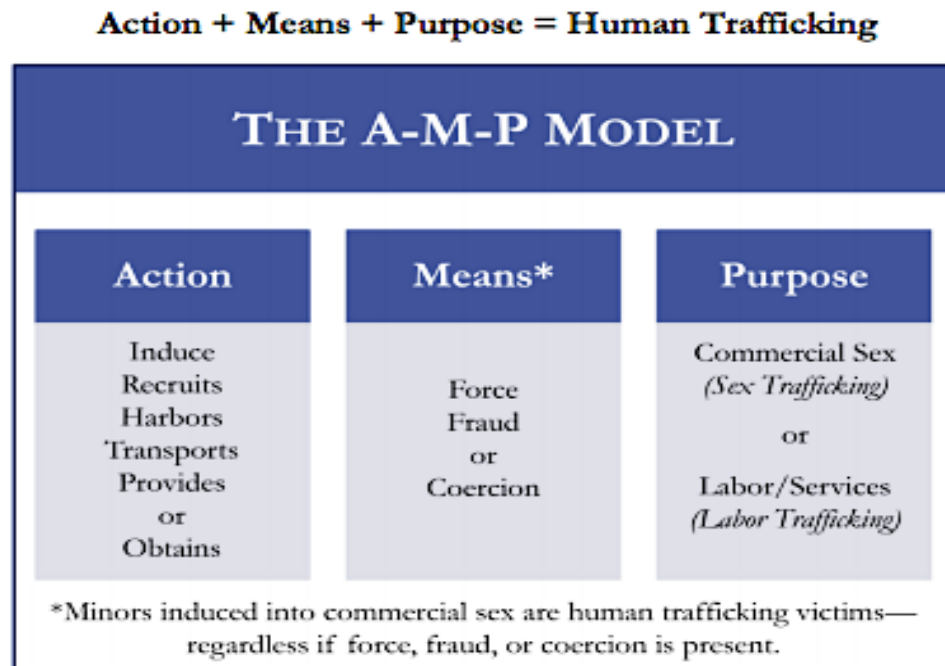 Action + Means + Purpose = Human Trafficking
THE A-M-P MODEL
Action
Induce
Recruits
Harbors
Transports
Provides
or
Obtains
Means*
Force
Fraud
or
Coercion
Purpose
Commercial Sex
(Sex Trafficking)
or
Labor/Services
(Labor Trafficking)
*Minors induced into commercial sex are human trafficking victims—
regardless if force, fraud, or coercion is present.